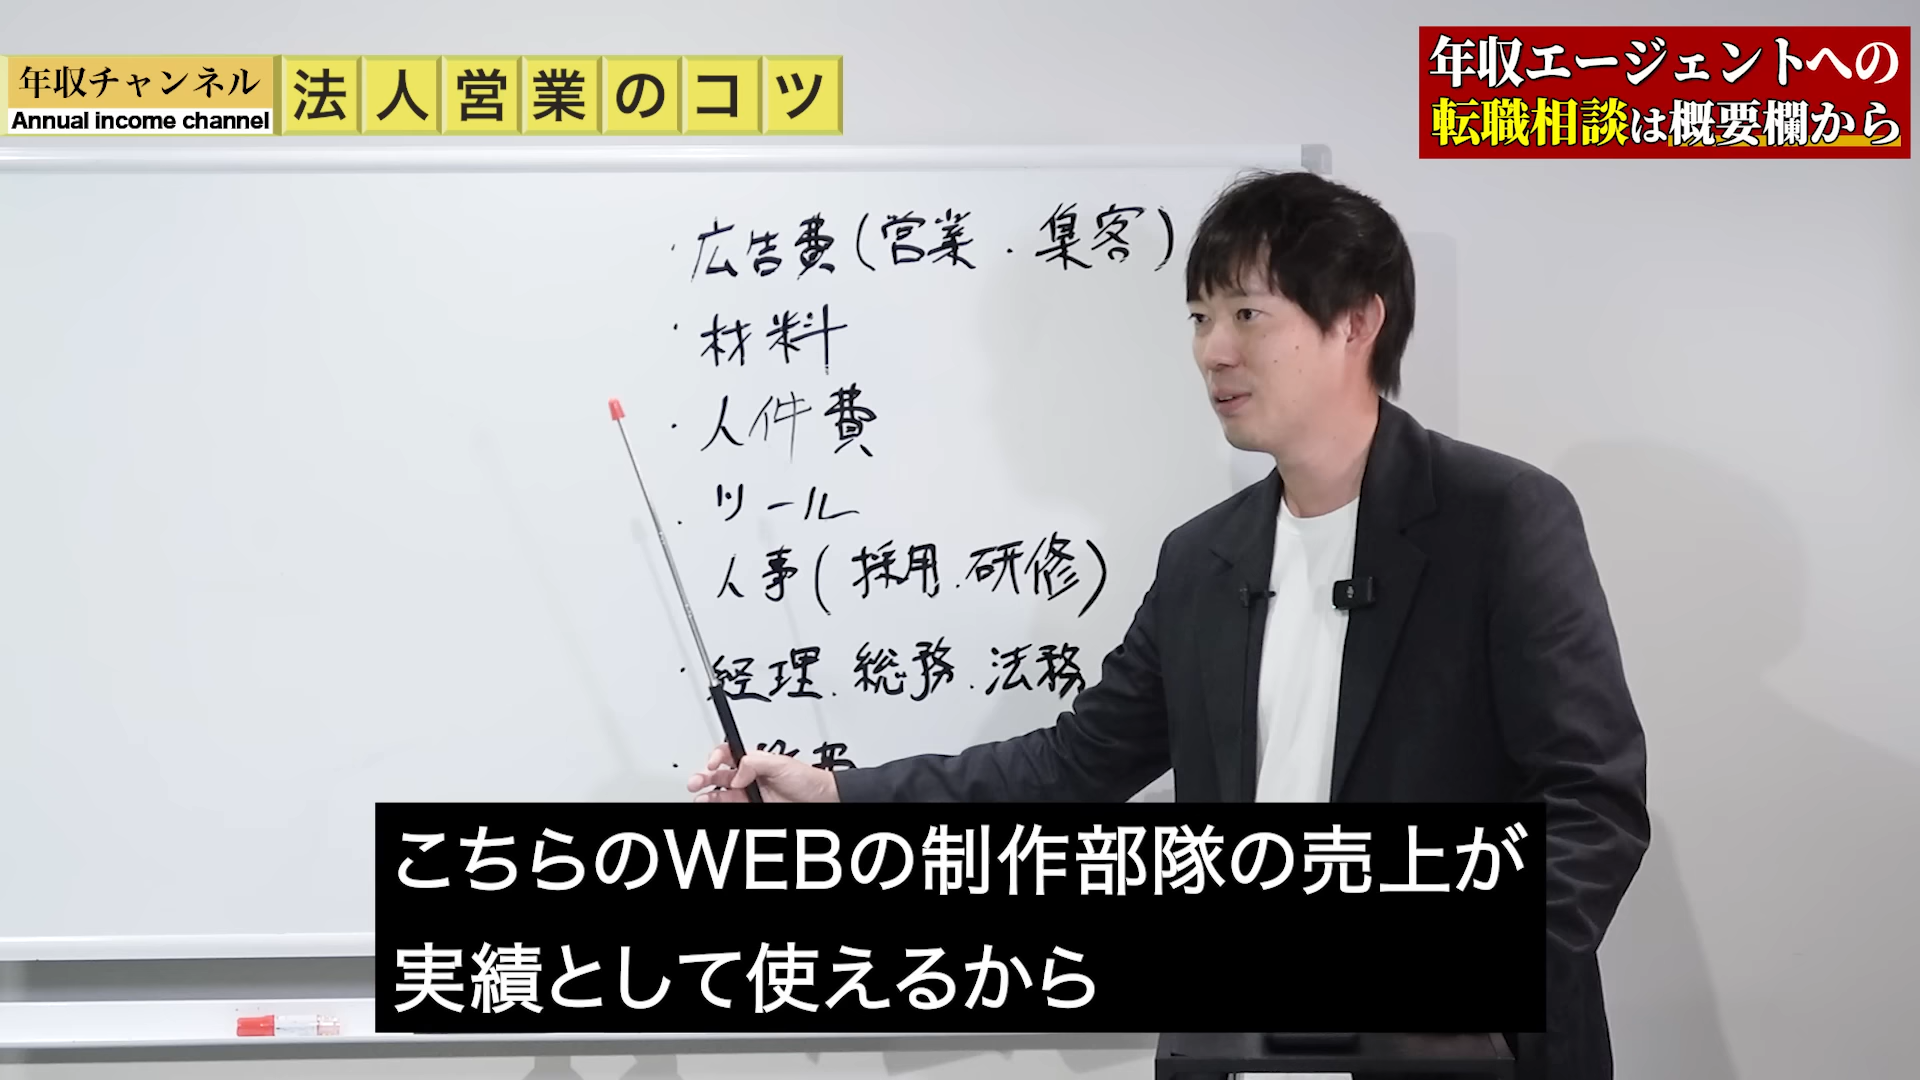 年収チャンネル
Annual income channel
法人営業のコツ
年収エージェントへの
転職相談は概要欄から
・広告費(営業・集客)
・材料
・人件費
・ツール
人事(採用・研修)
・経理・総務・法務
こちらのWEBの制作部隊の売上が
実績として使えるから